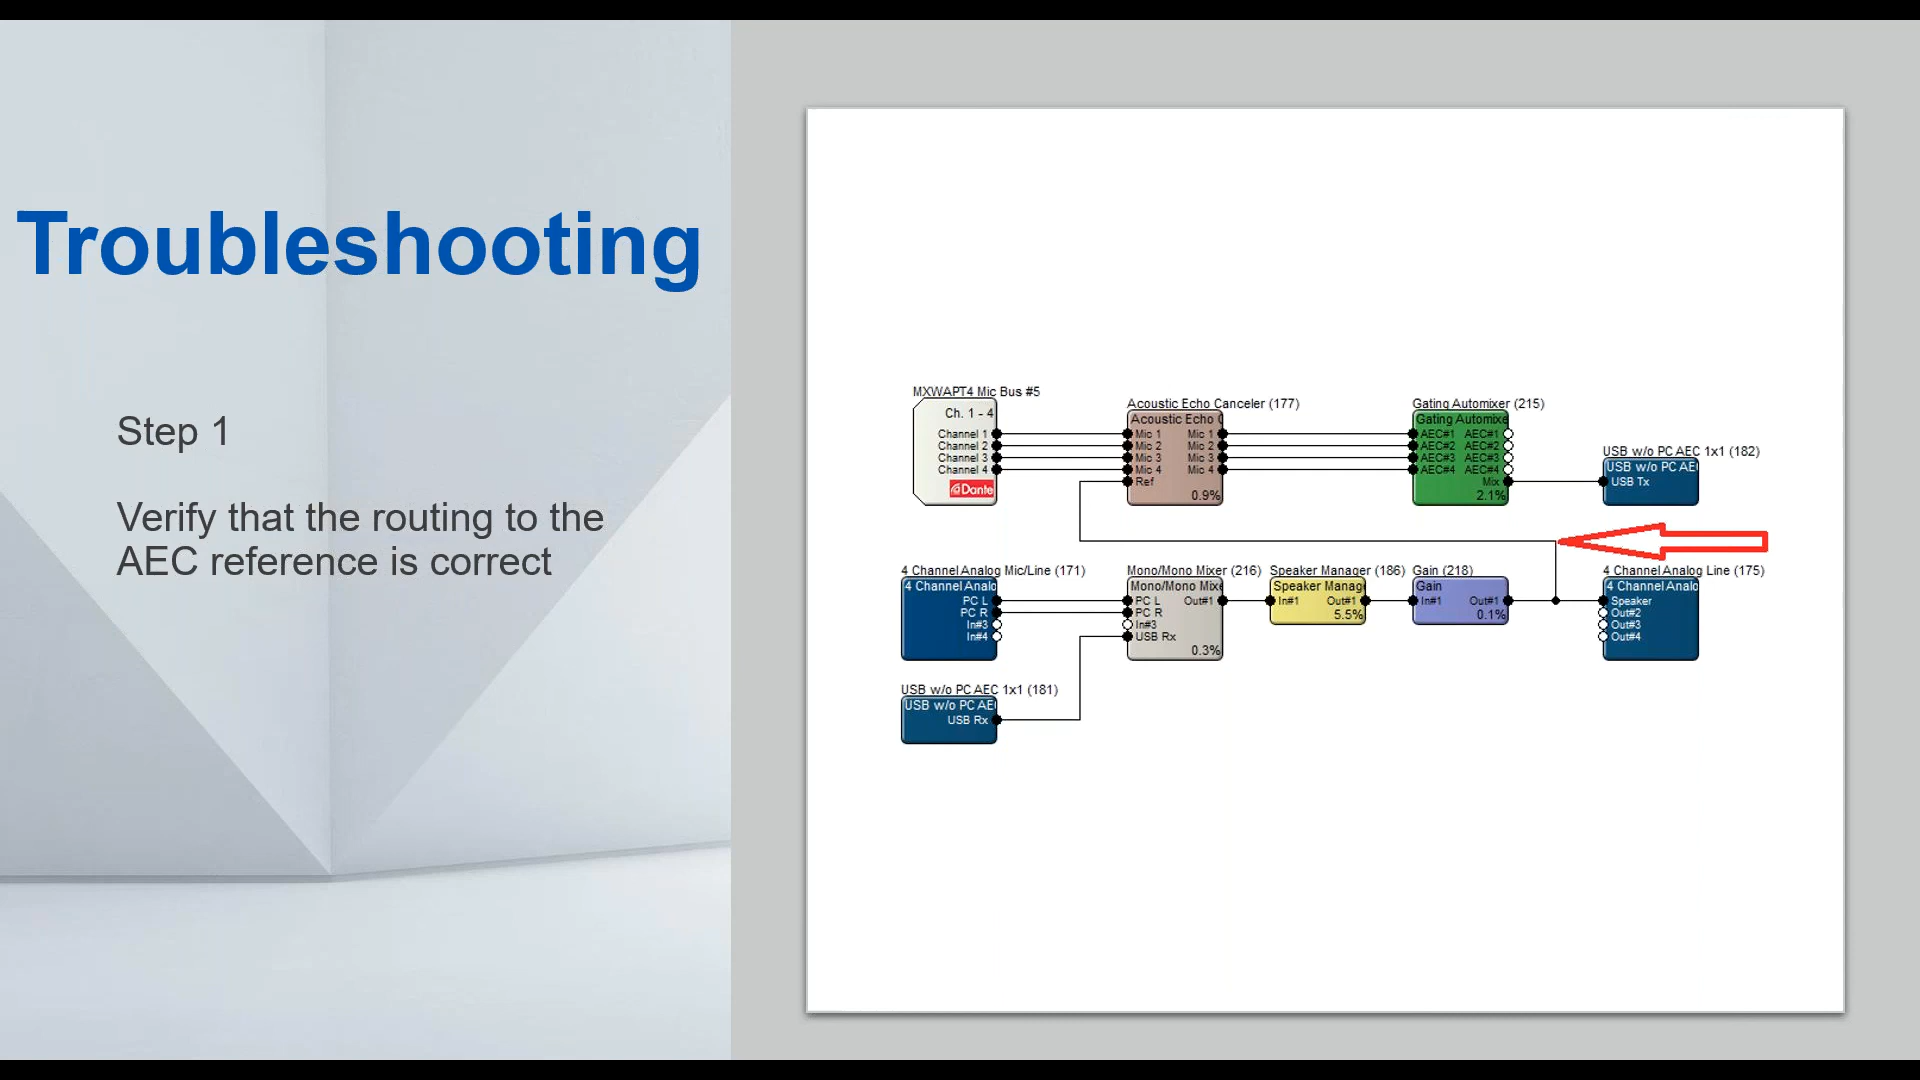 Troubleshooting
Step 1
Verify that the routing to the
AEC reference is correct
MXWAPT4 Mic Bus #5
Ch. 1 - 4
Channel 1
Channel 2
Channel 3
Channel 4
Dante
Acoustic Echo Canceler (177)
Acoustic Echo C
Mic 1 Mic 1
Mic 2 Mic 2
Mic 3 Mic 3
Mic 4 Mic 4
Ref
0.9%
Gating Automixer (215)
Gating Automixe
AEC#1 AEC#1
AEC#2 AEC#2
AEC#3 AEC#3
AEC#4 AEC#4
Mix
2.1%
USB w/o PC AEC 1x1 (182)
USB w/o PC AE
USB Tx
4 Channel Analog Mic/Line (171)
4 Channel Analo
PC L
PC R
In#3
In#4
Mono/Mono Mixer (216)
Mono/Mono Mixe
PC L Out#1
PC R
In#3
USB Rx
0.3%
Speaker Manager (186)
Speaker Manag
In#1 Out#1
5.5%
Gain (218)
Gain
In#1 Out#1
0.1%
4 Channel Analog Line (175)
4 Channel Analo
Speaker
Out#2
Out#3
Out#4
USB w/o PC AEC 1x1 (181)
USB w/o PC AE
USB Rx